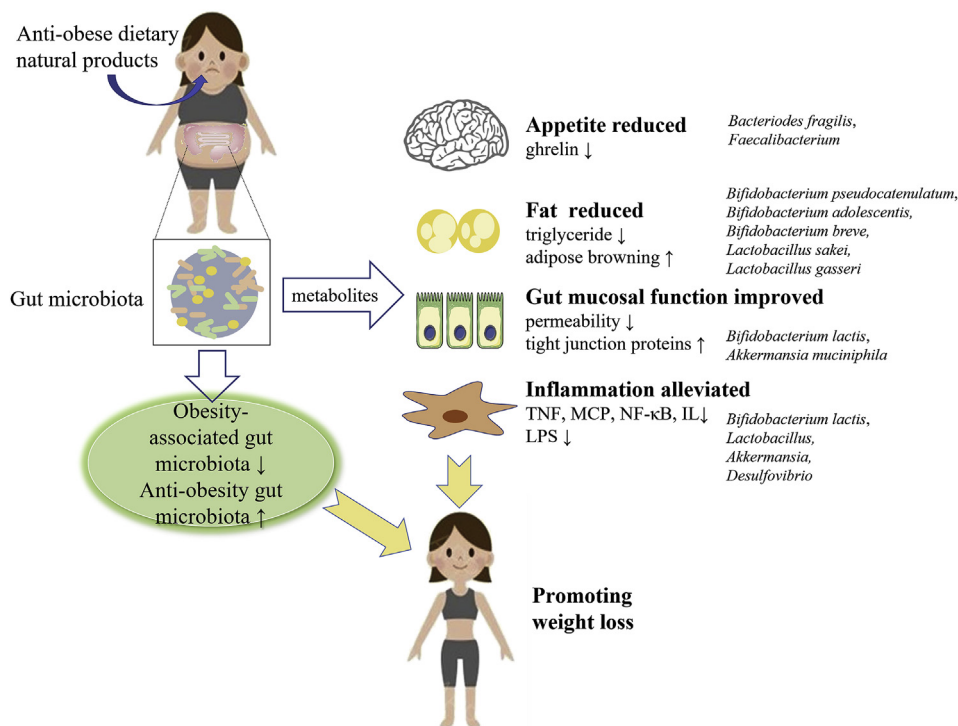 Anti-obese dietary
natural products
Appetite reduced
ghrelin ↓
Bacteriodes fragilis,
Faecalibacterium
Fat reduced
triglyceride ↓
adipose browning ↑
Bifidobacterium pseudocatenulatum,
Bifidobacterium adolescentis,
Bifidobacterium breve,
Lactobacillus sakei,
Lactobacillus gasseri
Gut microbiota
metabolites
Gut mucosal function improved
permeability ↓
tight junction proteins ↑
Bifidobacterium lactis,
Akkermansia muciniphila
Inflammation alleviated
TNF, MCP, NF-κB, IL↓
LPS ↓
Bifidobacterium lactis,
Lactobacillus,
Akkermansia,
Desulfovibrio
Obesity-
associated gut
microbiota ↓
Anti-obesity gut
microbiota ↑
Promoting
weight loss